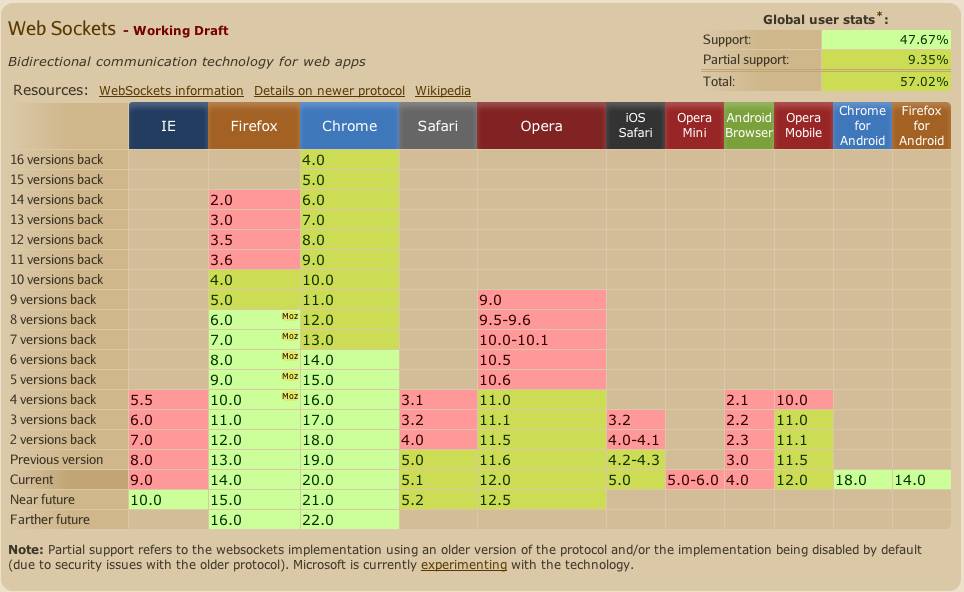 Web Sockets - Working Draft
Global user stats*:
Support: 47.67%
Partial support: 9.35%
Total: 57.02%
Bidirectional communication technology for web apps
Resources: WebSockets information Details on newer protocol Wikipedia
IE Firefox Chrome Safari Opera iOS Safari Opera Mini Android Browser Opera Mobile Chrome for Android Firefox for Android
16 versions back 4.0
15 versions back 5.0
14 versions back 2.0 6.0
13 versions back 3.0 7.0
12 versions back 3.5 8.0
11 versions back 3.6 9.0
10 versions back 4.0 10.0
9 versions back 5.0 11.0 9.0
8 versions back 6.0 Moz 12.0 9.5-9.6
7 versions back 7.0 Moz 13.0 10.0-10.1
6 versions back 8.0 Moz 14.0 10.5
5 versions back 9.0 Moz 15.0 10.6
4 versions back 5.5 10.0 Moz 16.0 3.1 11.0 2.1 10.0
3 versions back 6.0 11.0 17.0 3.2 11.1 3.2 2.2 11.0
2 versions back 7.0 12.0 18.0 4.0 11.5 4.0-4.1 2.3 11.1
Previous version 8.0 13.0 19.0 5.0 11.6 4.2-4.3 3.0 11.5
Current 9.0 14.0 20.0 5.1 12.0 5.0 5.0-6.0 4.0 12.0 18.0 14.0
Near future 10.0 15.0 21.0 5.2 12.5
Farther future 16.0 22.0
Note: Partial support refers to the websockets implementation using an older version of the protocol and/or the implementation being disabled by default
(due to security issues with the older protocol). Microsoft is currently experimenting with the technology.